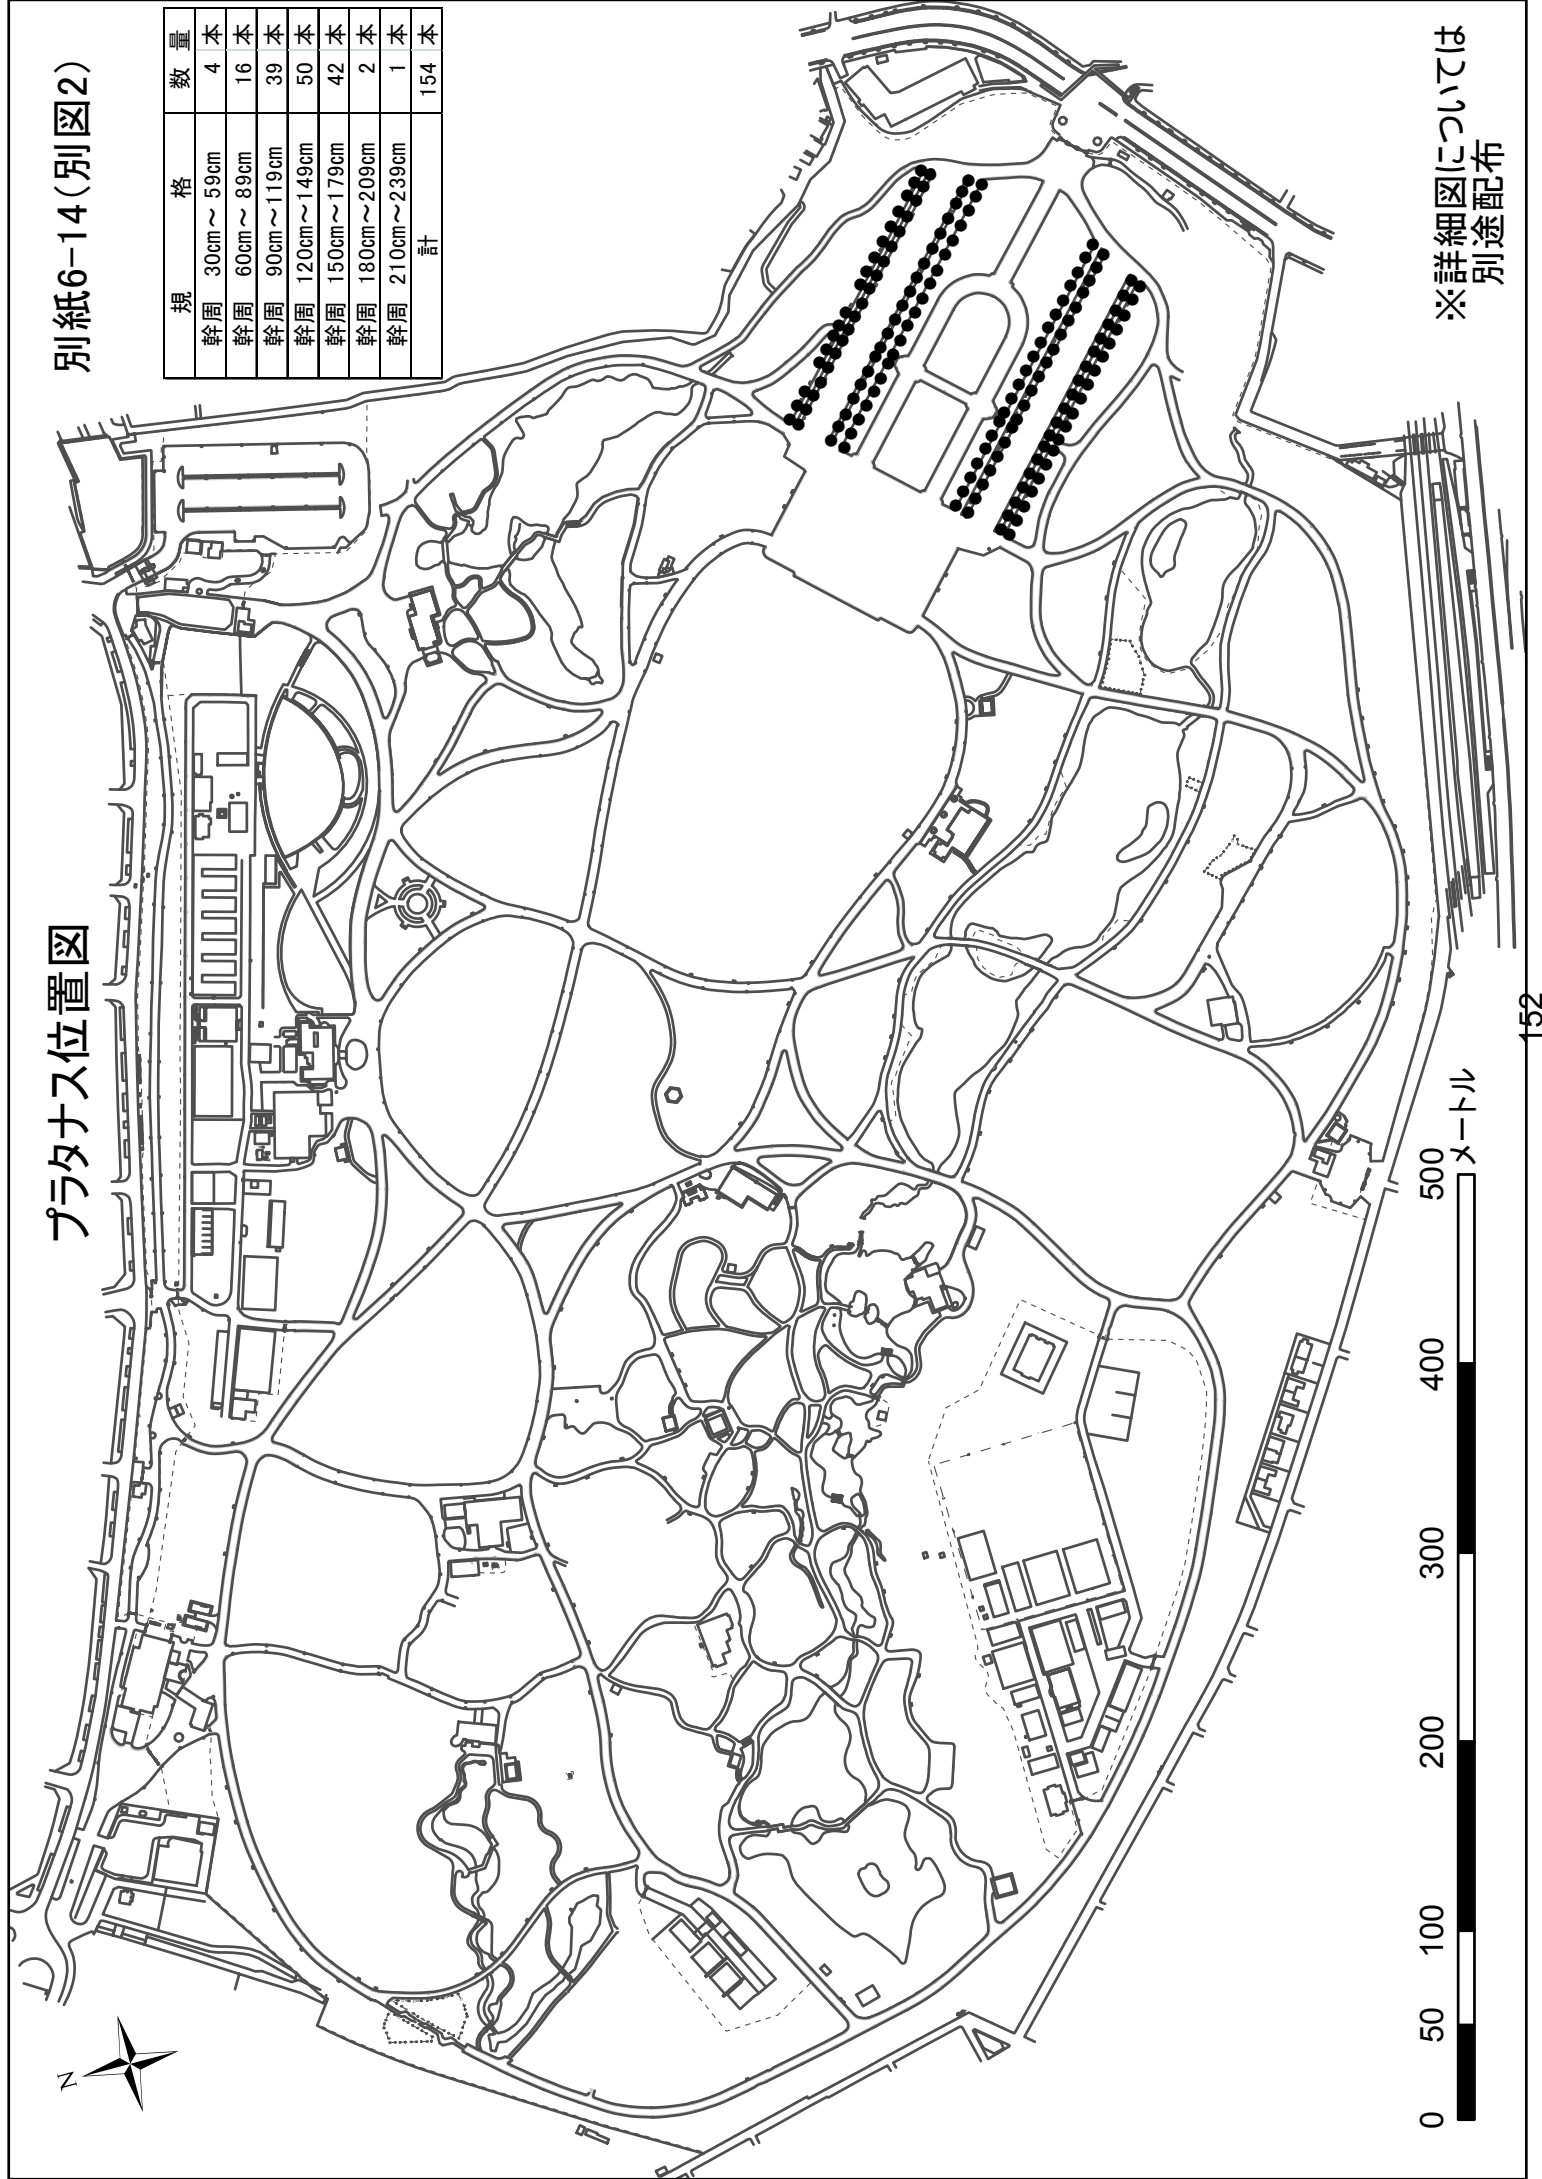 プラタナス位置図
別紙6-14(別図2)
規 格 数 量
幹周 30cm～ 59cm 4 本
幹周 60cm～ 89cm 16 本
幹周 90cm～119cm 39 本
幹周 120cm～149cm 50 本
幹周 150cm～179cm 42 本
幹周 180cm～209cm 2 本
幹周 210cm～239cm 1 本
計 154 本
N
0 50 100 200 300 400 500
メートル
※詳細図については
別途配布
152